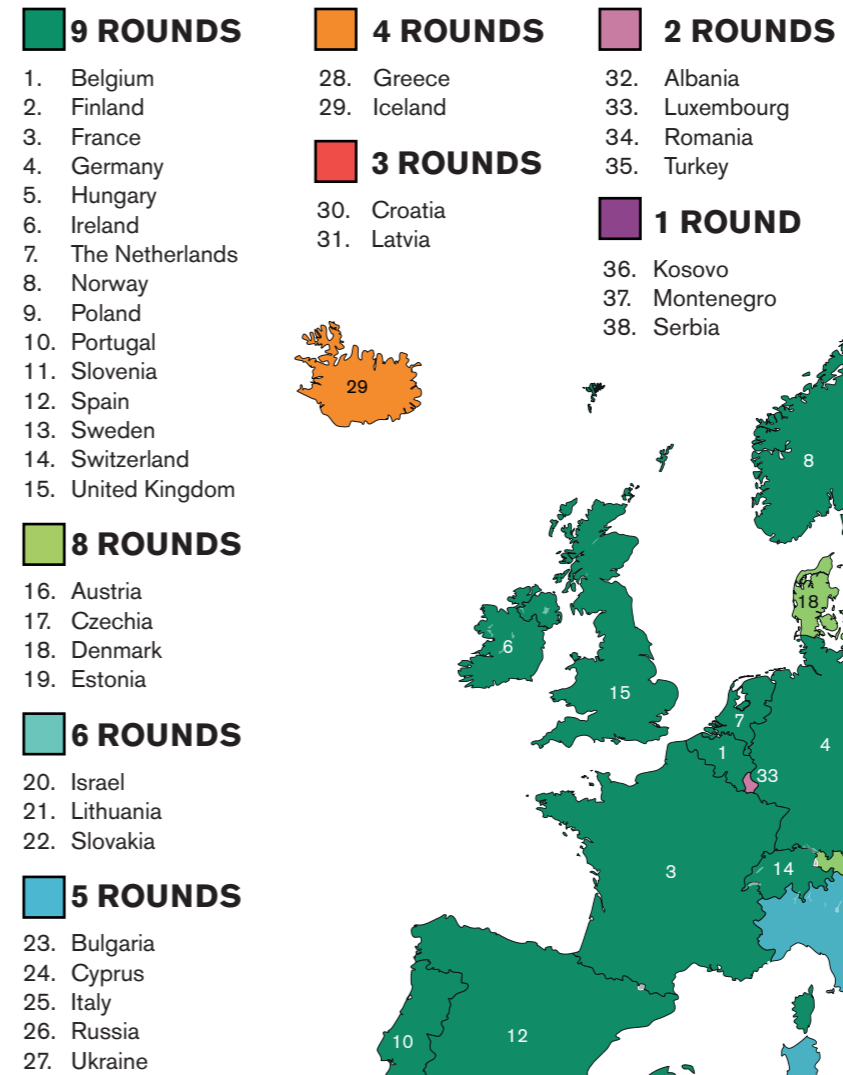 9 ROUNDS
1. Belgium
2. Finland
3. France
4. Germany
5. Hungary
6. Ireland
7. The Netherlands
8. Norway
9. Poland
10. Portugal
11. Slovenia
12. Spain
13. Sweden
14. Switzerland
15. United Kingdom
8 ROUNDS
16. Austria
17. Czechia
18. Denmark
19. Estonia
6 ROUNDS
20. Israel
21. Lithuania
22. Slovakia
5 ROUNDS
23. Bulgaria
24. Cyprus
25. Italy
26. Russia
27. Ukraine
4 ROUNDS
28. Greece
29. Iceland
3 ROUNDS
30. Croatia
31. Latvia
2 ROUNDS
32. Albania
33. Luxembourg
34. Romania
35. Turkey
1 ROUND
36. Kosovo
37. Montenegro
38. Serbia
29
8
18
6
15
7
1
4
33
3
14
10
12